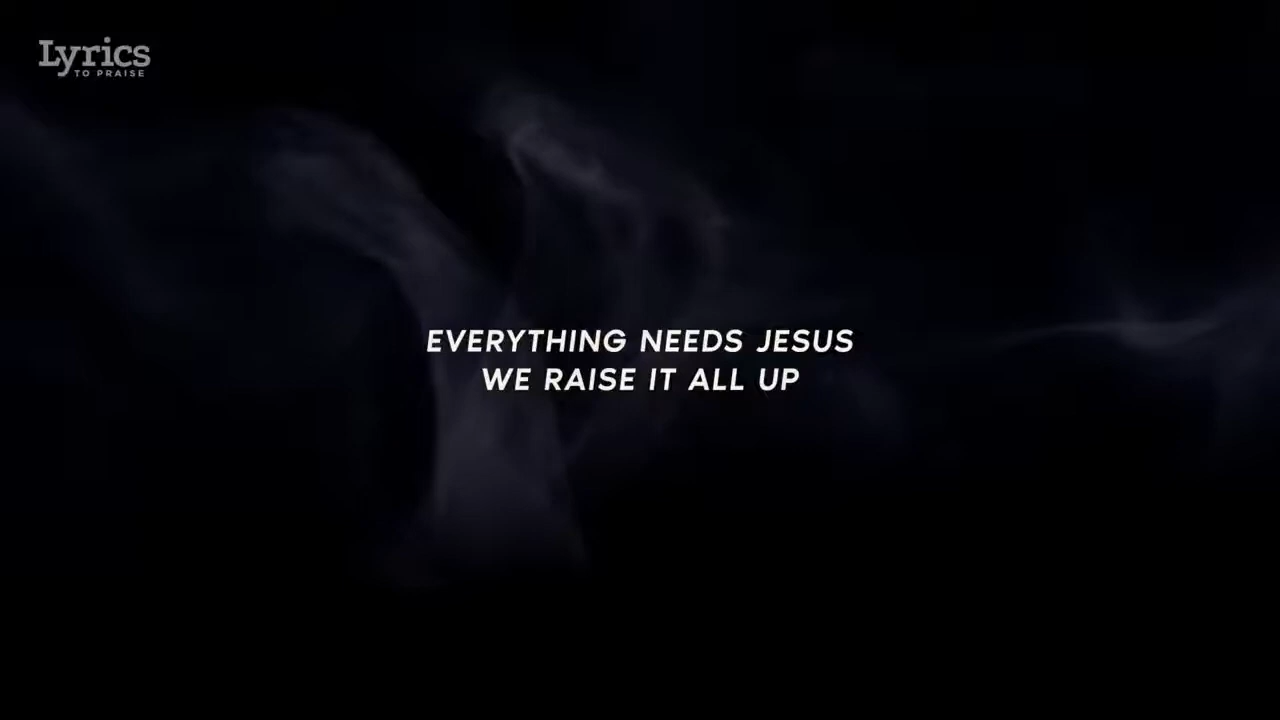 Lyrics
TO PRAISE
EVERYTHING NEEDS JESUS
WE RAISE IT ALL UP